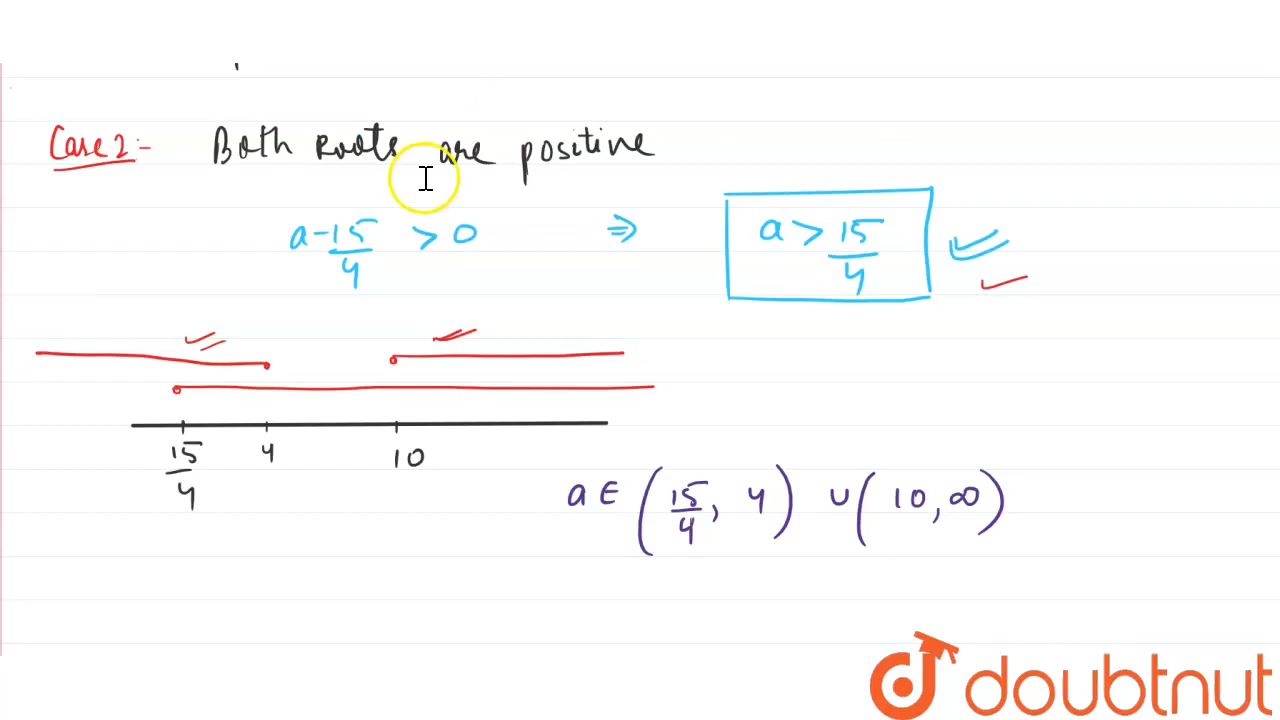 Case 2:- Both roots are positive
a - 15/4 > 0 ⇒ a > 15/4
15/4 4 10
a ∈ (15/4, 4) ∪ (10, ∞)
doubtnut